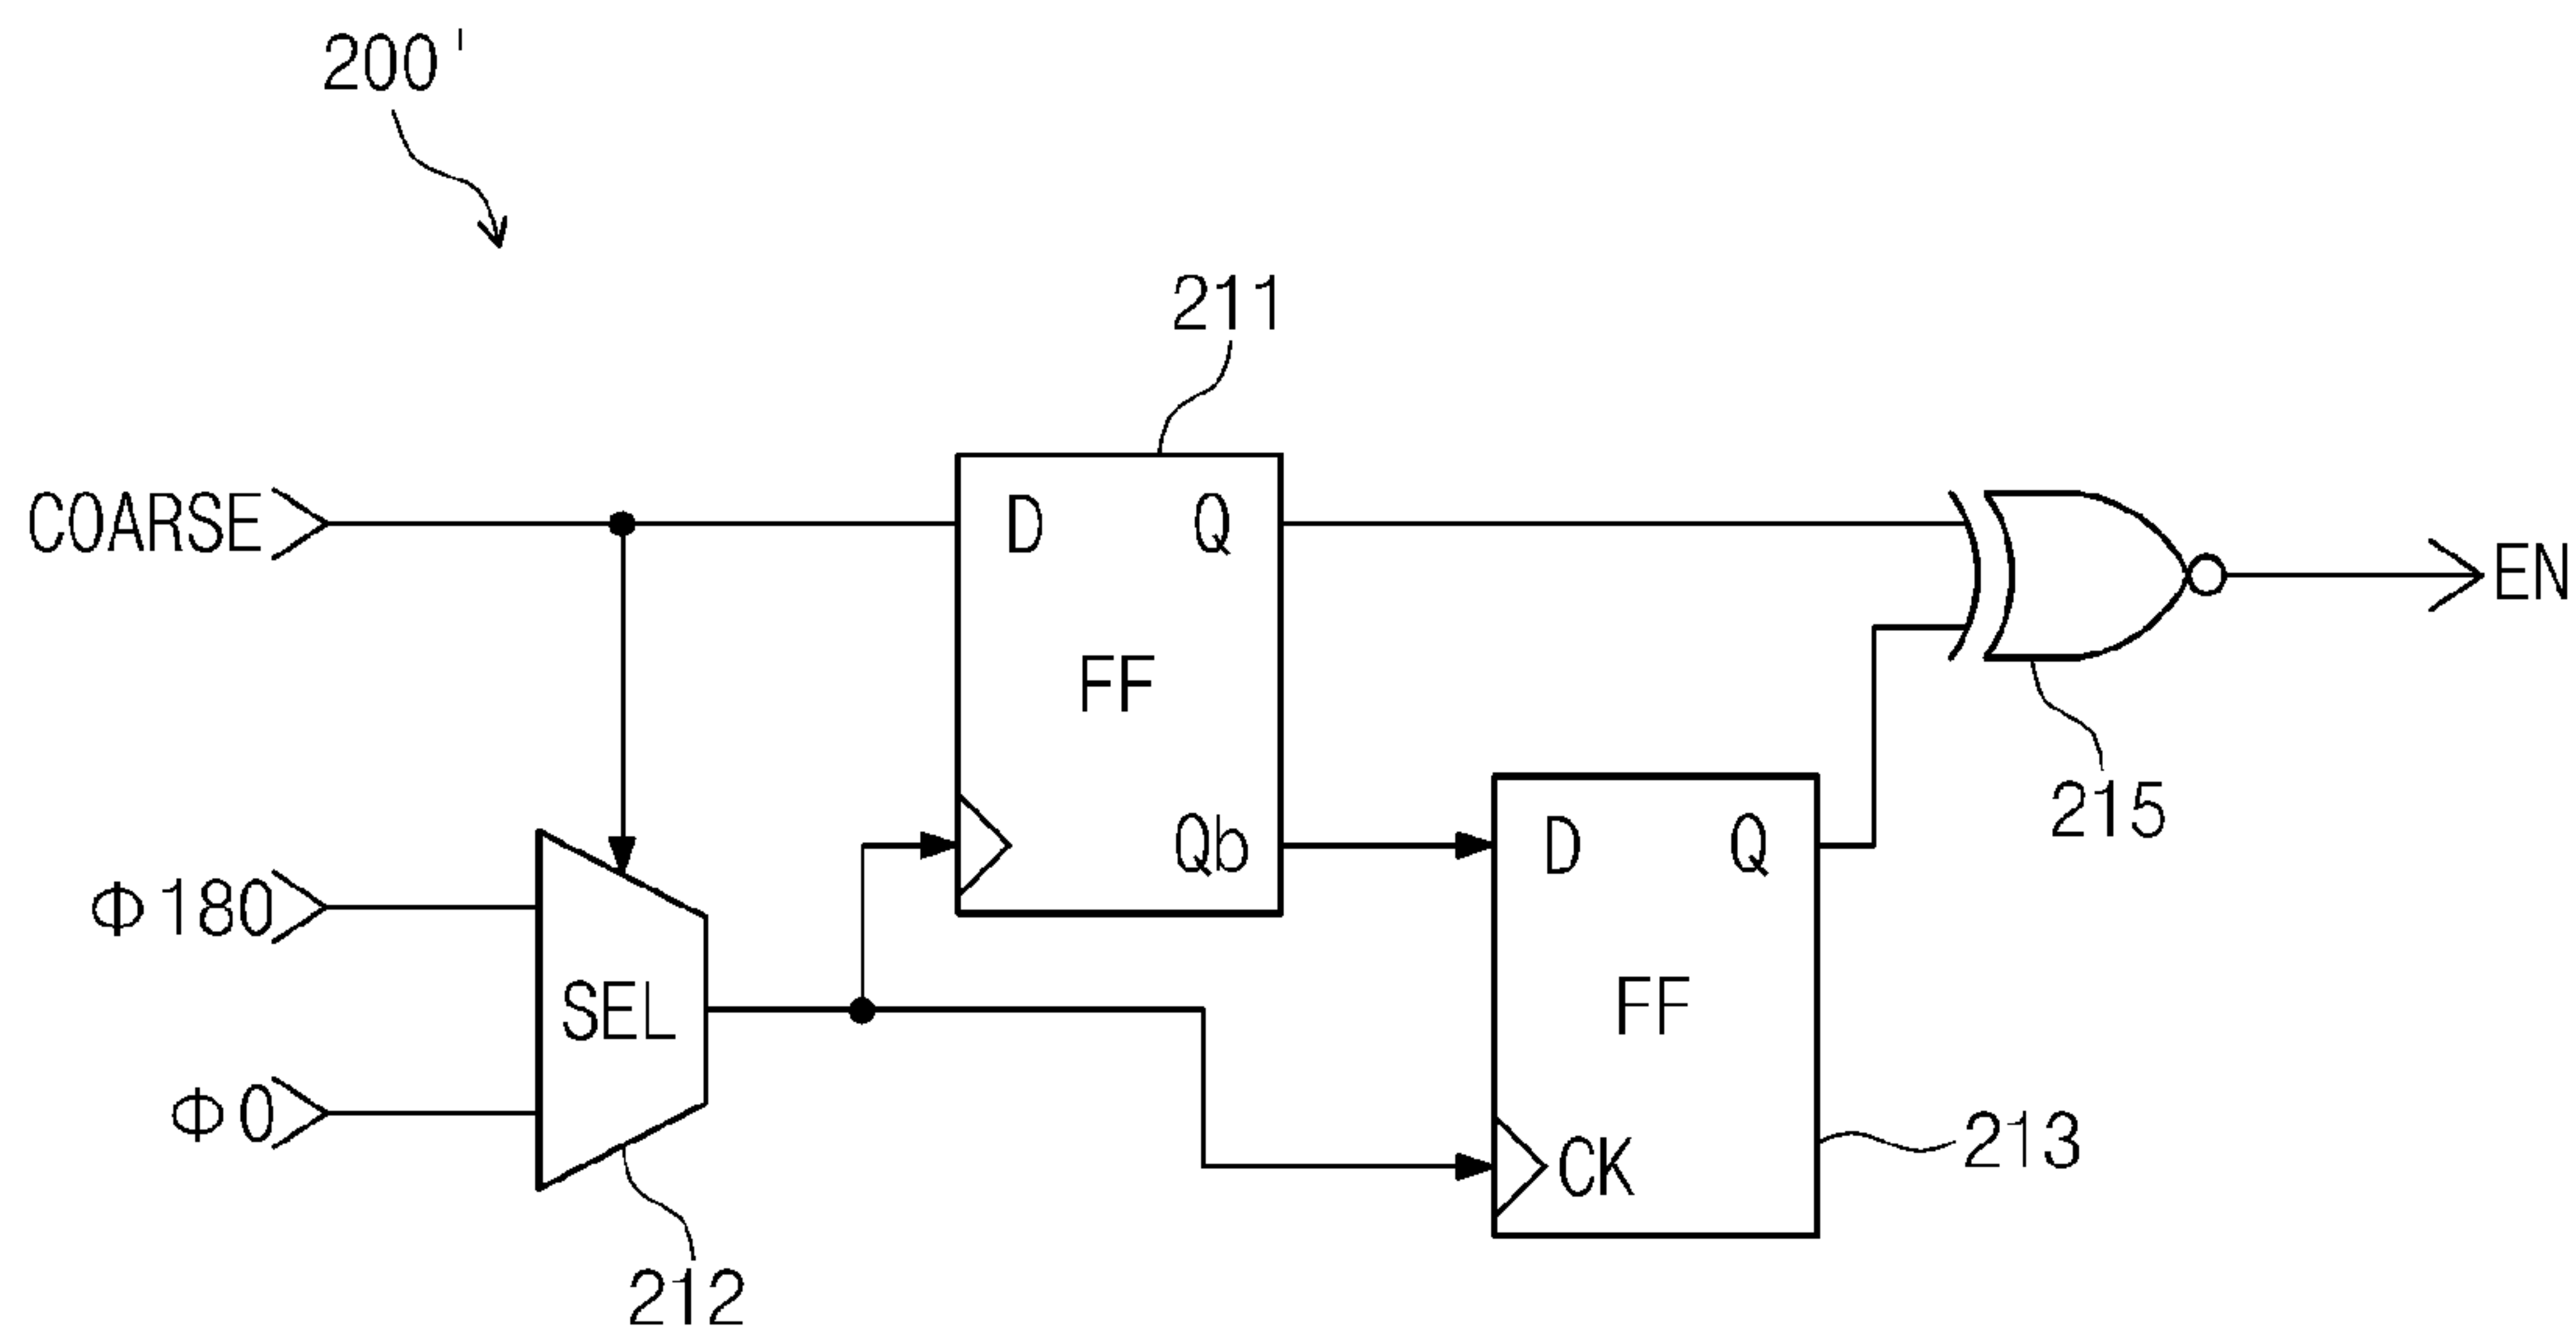 200'
211
COARSE
D Q
FF
Qb
EN
215
Φ180
SEL
Φ0
D Q
FF
CK
213
212